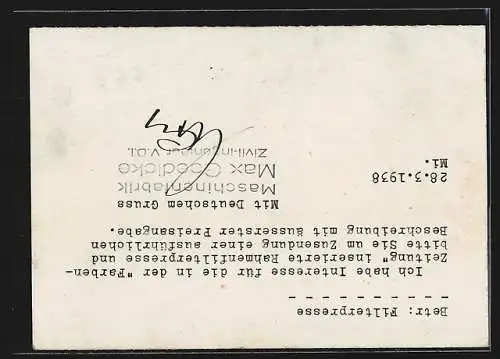 Betr: Fillterpresse
- - - - - - - - - - -
Ich habe Interesse für die in der "Farben-
Zeitung" inserierte Rahmenfilterpresse und
bitte Sie um Zusendung einer ausführlichen
Beschreibung mit äusserster Preisangabe.
Mit Deutschem Gruss
Maschinenfabrik
Max Goedicke
Zivil-Ingenieur V.D.I.
28.3.1938
Mi.